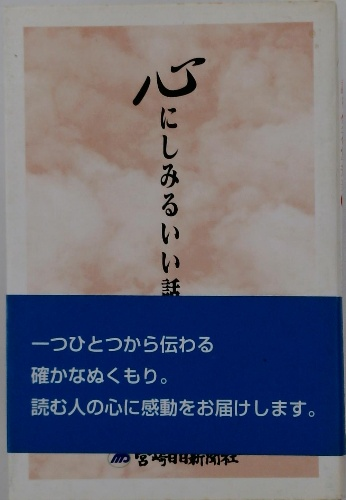 心にしみるいい話
一つひとつから伝わる
確かなぬくもり。
読む人の心に感動をお届けします。
宮崎日日新聞社